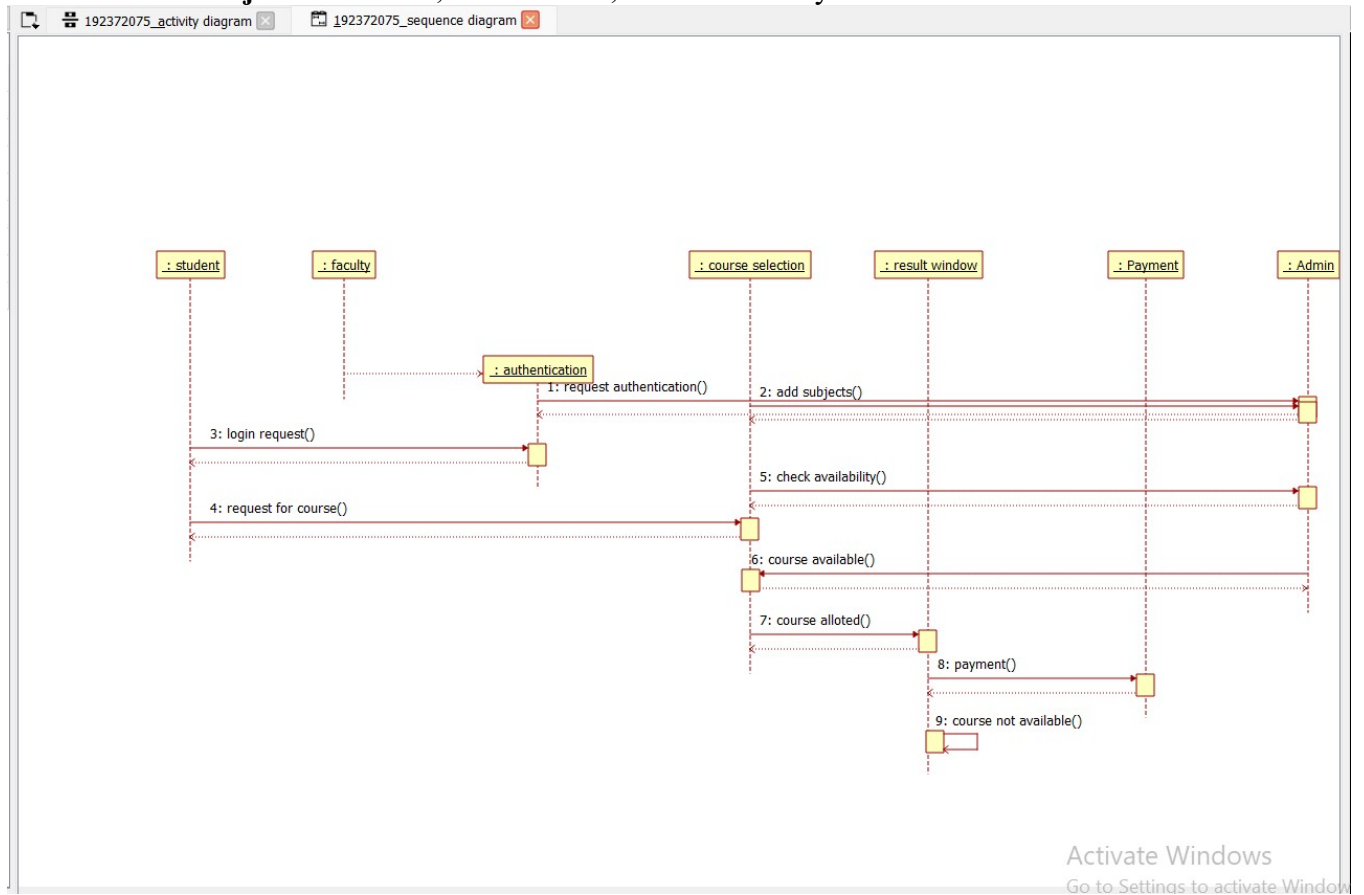 192372075_activity diagram
192372075_sequence diagram
_: student
_: faculty
_: course selection
_: result window
_: Payment
_: Admin
_: authentication
1: request authentication()
2: add subjects()
3: login request()
5: check availability()
4: request for course()
6: course available()
7: course alloted()
8: payment()
9: course not available()
Activate Windows
Go to Settings to activate Window